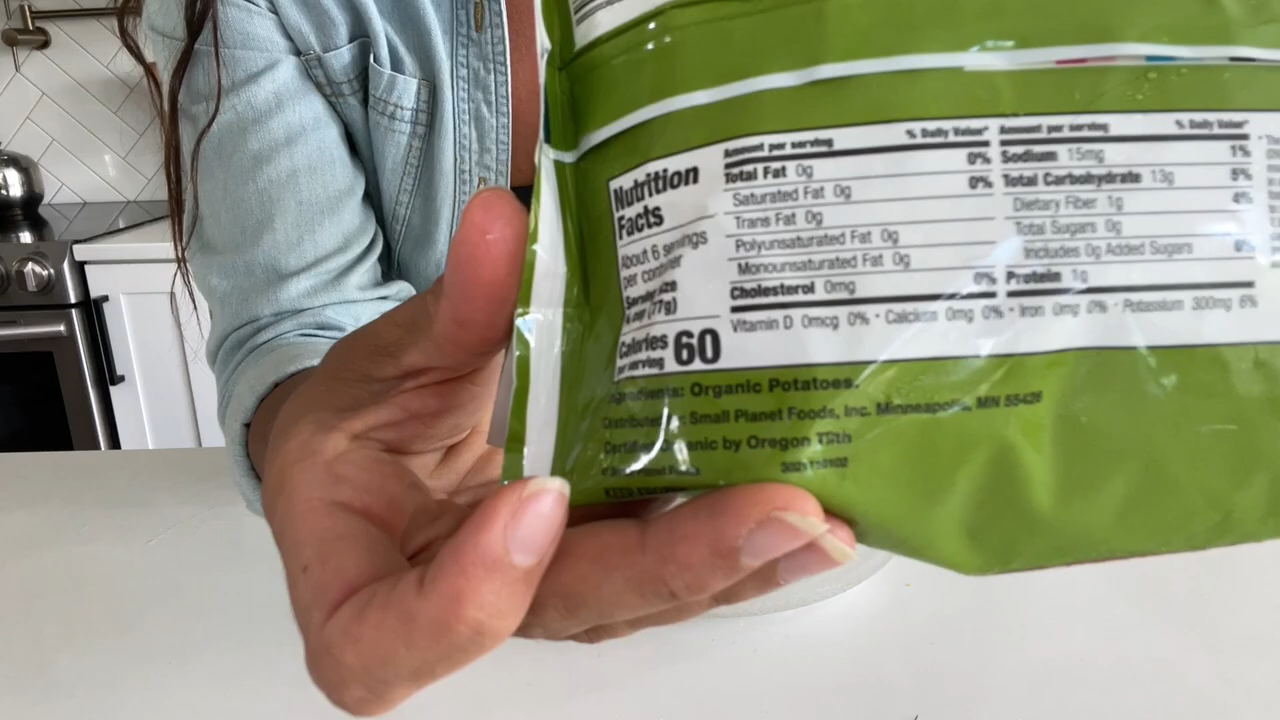 Nutrition
Facts
About 6 servings
per container
Serving size
cup (77g)
Calories
per serving
60
Amount per serving % Daily Value*
Total Fat 0g 0%
Saturated Fat 0g 0%
Trans Fat 0g
Polyunsaturated Fat 0g
Monounsaturated Fat 0g
Cholesterol 0mg 0%
Amount per serving % Daily Value*
Sodium 15mg 1%
Total Carbohydrate 13g 5%
Dietary Fiber 1g 4%
Total Sugars 0g
Includes 0g Added Sugars 0%
Protein 1g
Vitamin D 0mcg 0% • Calcium 0mg 0% • Iron 0mg 0% • Potassium 300mg 6%
Ingredients: Organic Potatoes.
Distributed by Small Planet Foods, Inc. Minneapolis, MN 55426
Certified Organic by Oregon Tilth
KEEP